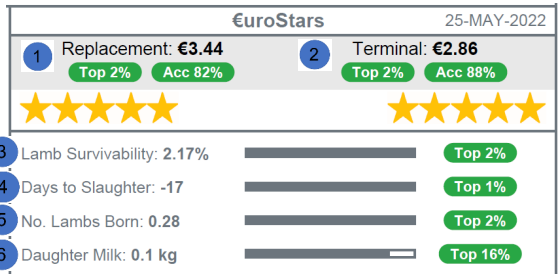 €uroStars 25-MAY-2022
1 Replacement: €3.44 2 Terminal: €2.86
Top 2% Acc 82% Top 2% Acc 88%
3 Lamb Survivability: 2.17% Top 2%
4 Days to Slaughter: -17 Top 1%
5 No. Lambs Born: 0.28 Top 2%
6 Daughter Milk: 0.1 kg Top 16%